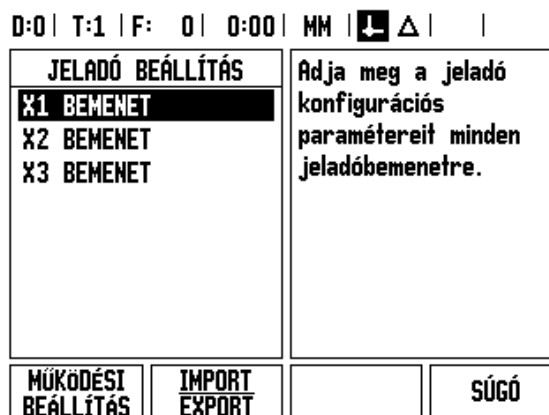 D:0 | T:1 | F: 0 | 0:00 | MM
JELADÓ BEÁLLÍTÁS
X1 BEMENET
X2 BEMENET
X3 BEMENET
Adja meg a jeladó
konfigurációs
paramétereit minden
jeladóbemenetre.
MŰKÖDÉSI
BEÁLLÍTÁS
IMPORT
EXPORT
SÚGÓ